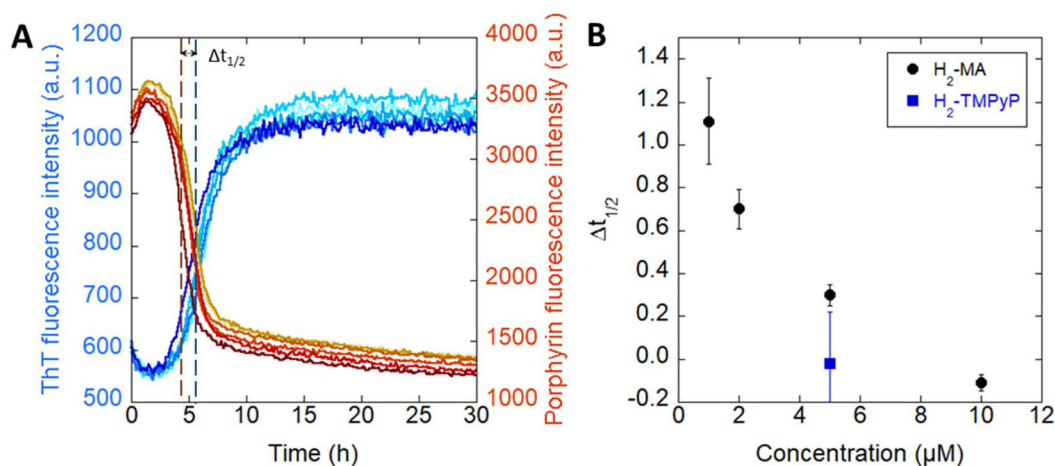 A
ThT fluorescence intensity (a.u.)
1200
1100
1000
900
800
700
600
500
Δt1/2
4000
3500
3000
2500
2000
1500
1000
Porphyrin fluorescence intensity (a.u.)
0 5 10 15 20 25 30
Time (h)
B
Δt1/2
1.4
1.2
1.0
0.8
0.6
0.4
0.2
0.0
-0.2
H2-MA
H2-TMPyP
0 2 4 6 8 10 12
Concentration (μM)